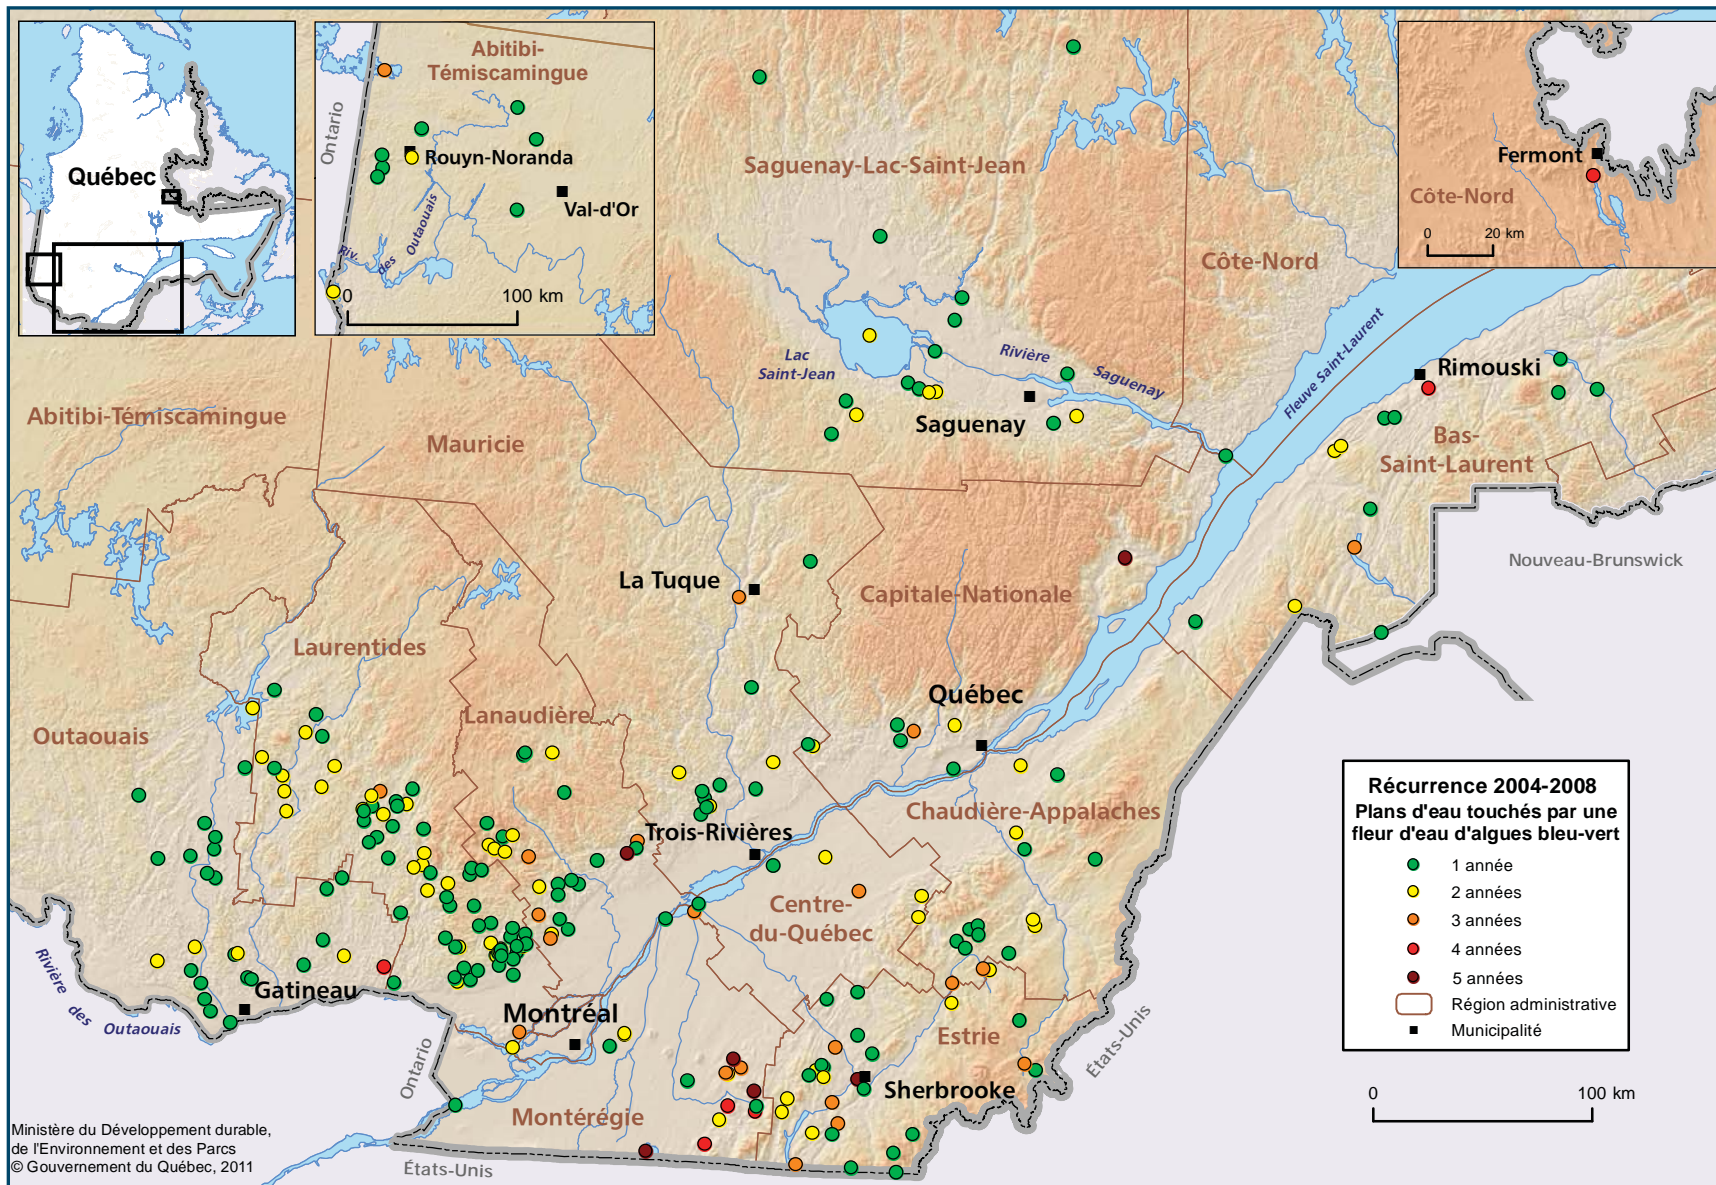 Québec
Abitibi-
Témiscamingue
Ontario
Rouyn-Noranda
Val-d'Or
Riv.
des
Outaouais
0
100 km
Saguenay-Lac-Saint-Jean
Côte-Nord
Fermont
Côte-Nord
0
20 km
Lac
Saint-Jean
Rivière
Saguenay
Saguenay
Fleuve Saint-Laurent
Rimouski
Bas-
Saint-Laurent
Nouveau-Brunswick
Abitibi-Témiscamingue
Mauricie
La Tuque
Capitale-Nationale
Laurentides
Lanaudière
Outaouais
Québec
Chaudière-Appalaches
Trois-Rivières
Centre-
du-Québec
Rivière
des
Outaouais
Gatineau
Montréal
Ontario
Estrie
Sherbrooke
Montérégie
États-Unis
États-Unis
Récurrence 2004-2008
Plans d'eau touchés par une
fleur d'eau d'algues bleu-vert
1 année
2 années
3 années
4 années
5 années
Région administrative
Municipalité
0
100 km
Ministère du Développement durable,
de l'Environnement et des Parcs
© Gouvernement du Québec, 2011